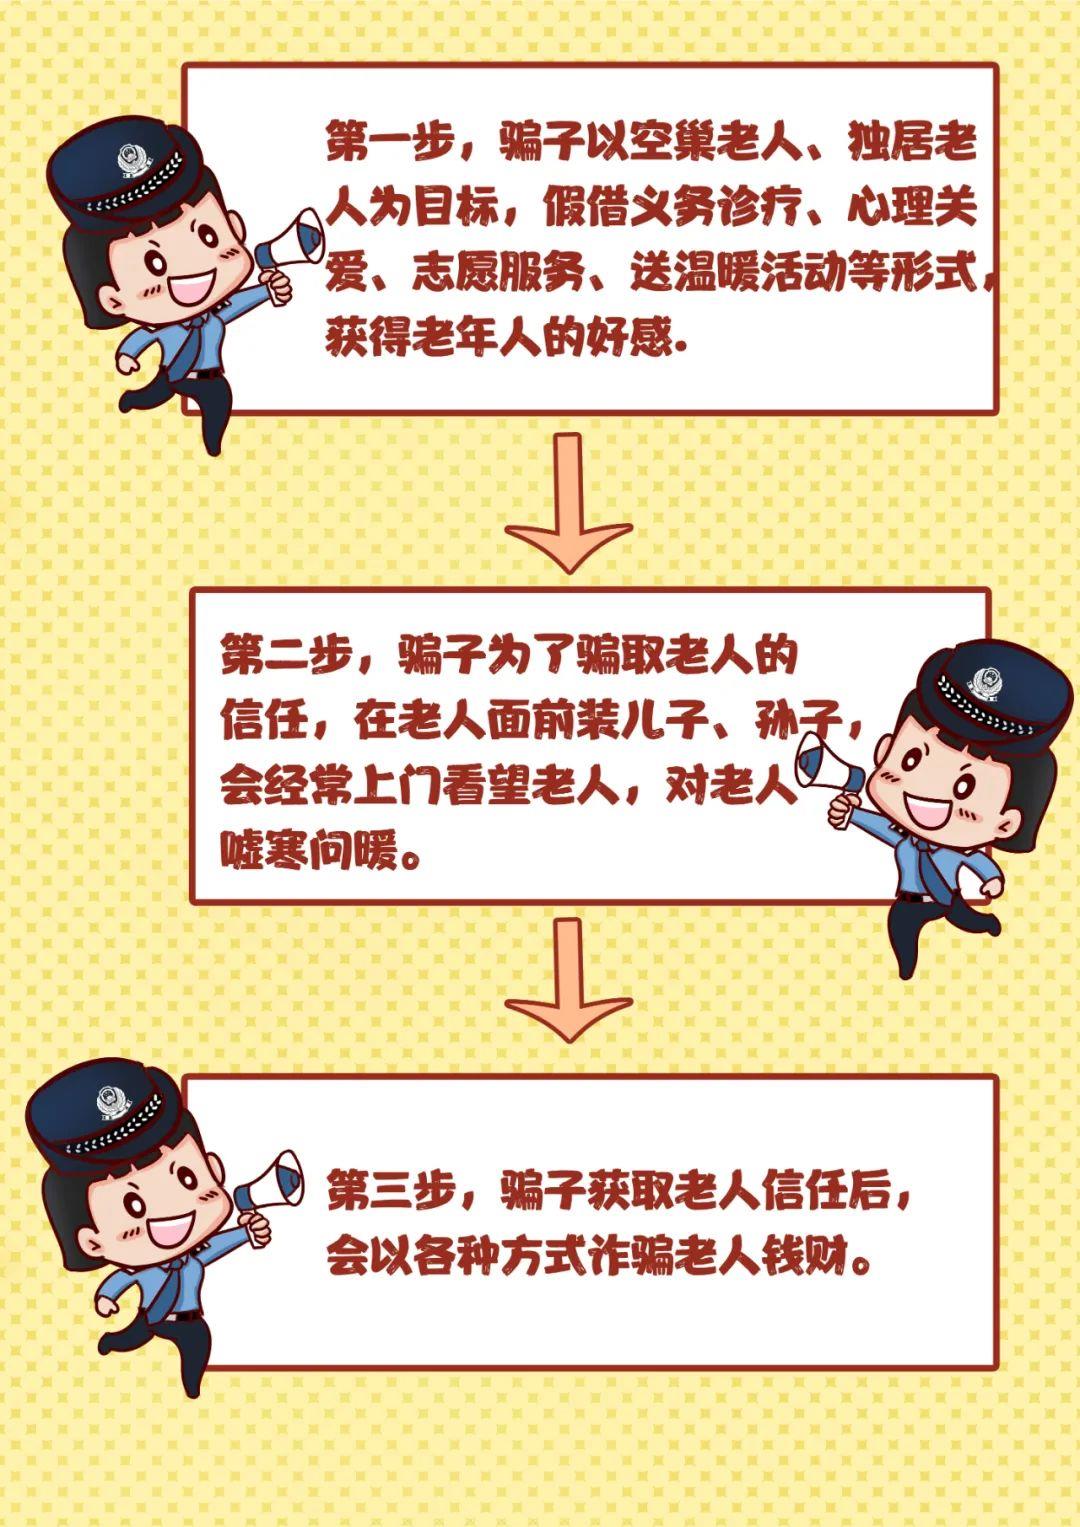 第一步，骗子以空巢老人、独居老
人为目标，假借义务诊疗、心理关
爱、志愿服务、送温暖活动等形式，
获得老年人的好感.
第二步，骗子为了骗取老人的
信任，在老人面前装儿子、孙子，
会经常上门看望老人，对老人
嘘寒问暖。
第三步，骗子获取老人信任后，
会以各种方式诈骗老人钱财。